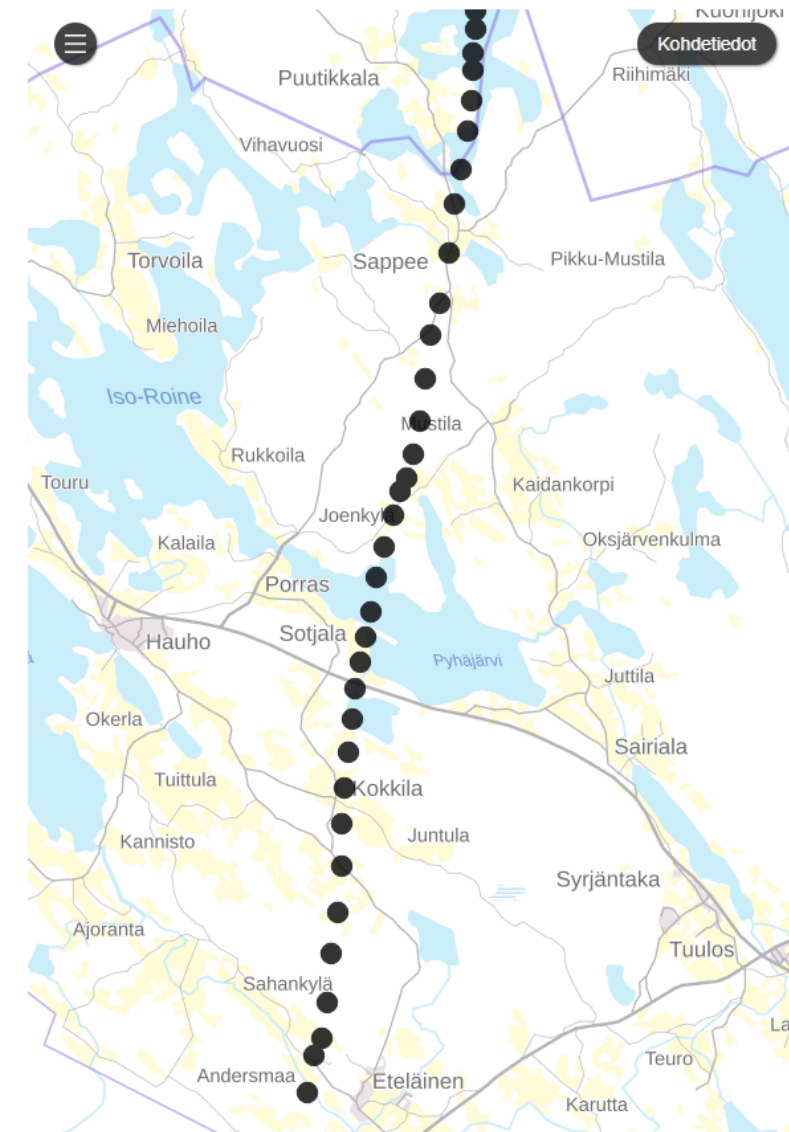 Kuohijoki
Kohdetiedot
Puutikkala
Riihimäki
Vihavuosi
Torvoila
Sappee
Pikku-Mustila
Miehoila
Iso-Roine
Mustila
Rukkoila
Touru
Kaidankorpi
Joenkylä
Kalaila
Oksjärvenkulma
Porras
Sotjala
Hauho
Pyhäjärvi
Juttila
Okerla
Sairiala
Tuittula
Kokkila
Juntula
Kannisto
Syrjäntaka
Ajoranta
Tuulos
Sahankylä
La
Teuro
Andersmaa
Eteläinen
Karutta